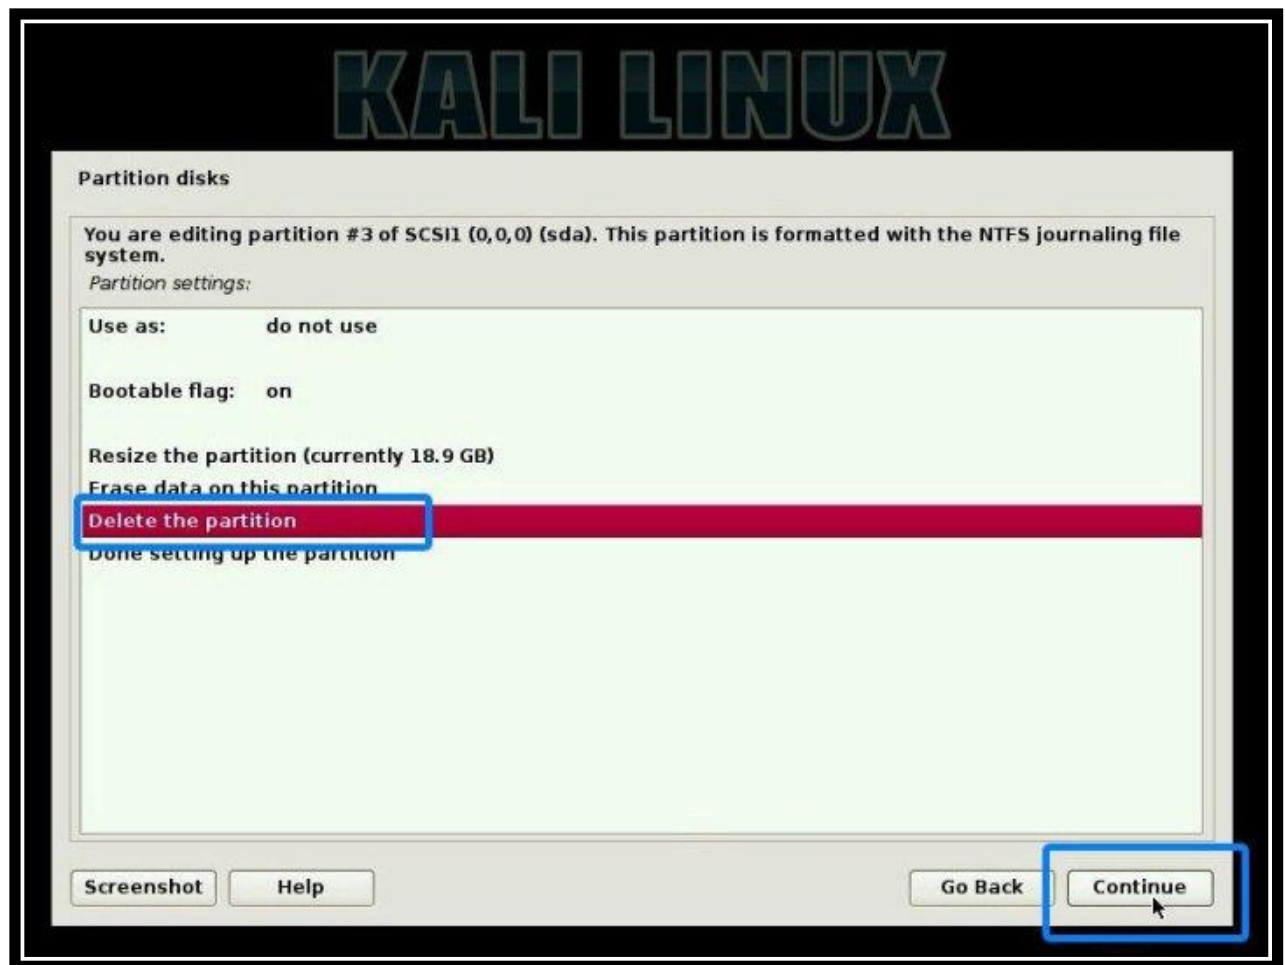 KALI LINUX
Partition disks
You are editing partition #3 of SCSI1 (0,0,0) (sda). This partition is formatted with the NTFS journaling file
system.
Partition settings:
Use as: do not use
Bootable flag: on
Resize the partition (currently 18.9 GB)
Erase data on this partition
Delete the partition
Done setting up the partition
Screenshot Help Go Back Continue